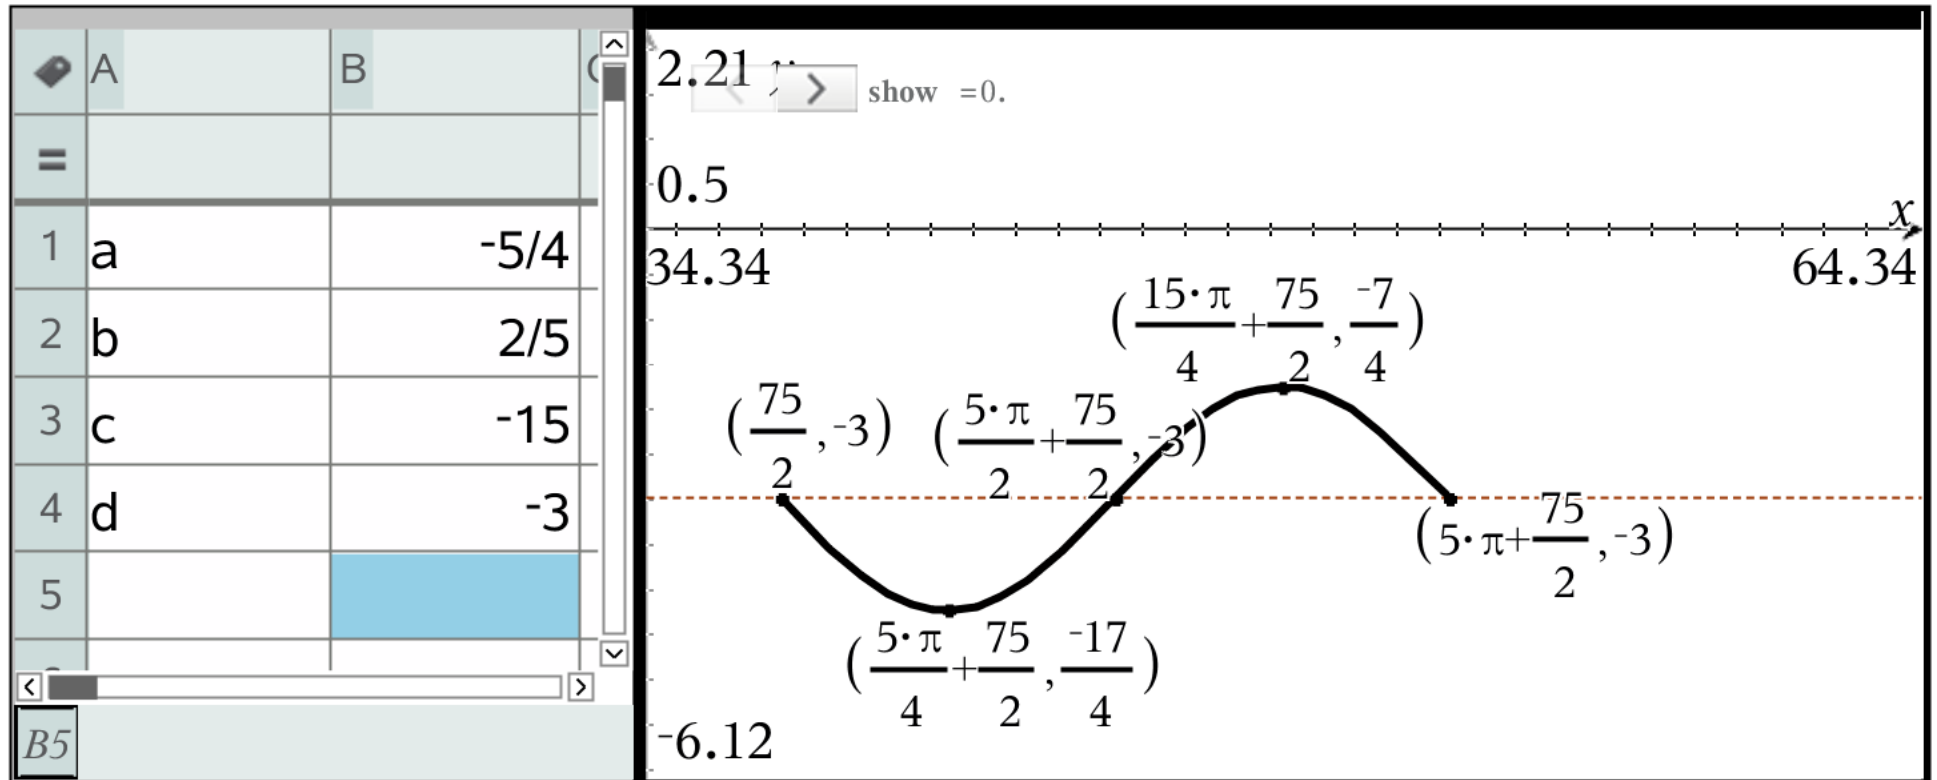 A B C
=
1 a ⁻5/4
2 b 2/5
3 c ⁻15
4 d ⁻3
5
B5
2.21 y
show =0.
0.5
x
34.34 64.34
(15·π/4+75/2,⁻7/4)
(75/2,⁻3)
(5·π/2+75/2,⁻3)
(5·π+75/2,⁻3)
(5·π/4+75/2,⁻17/4)
⁻6.12